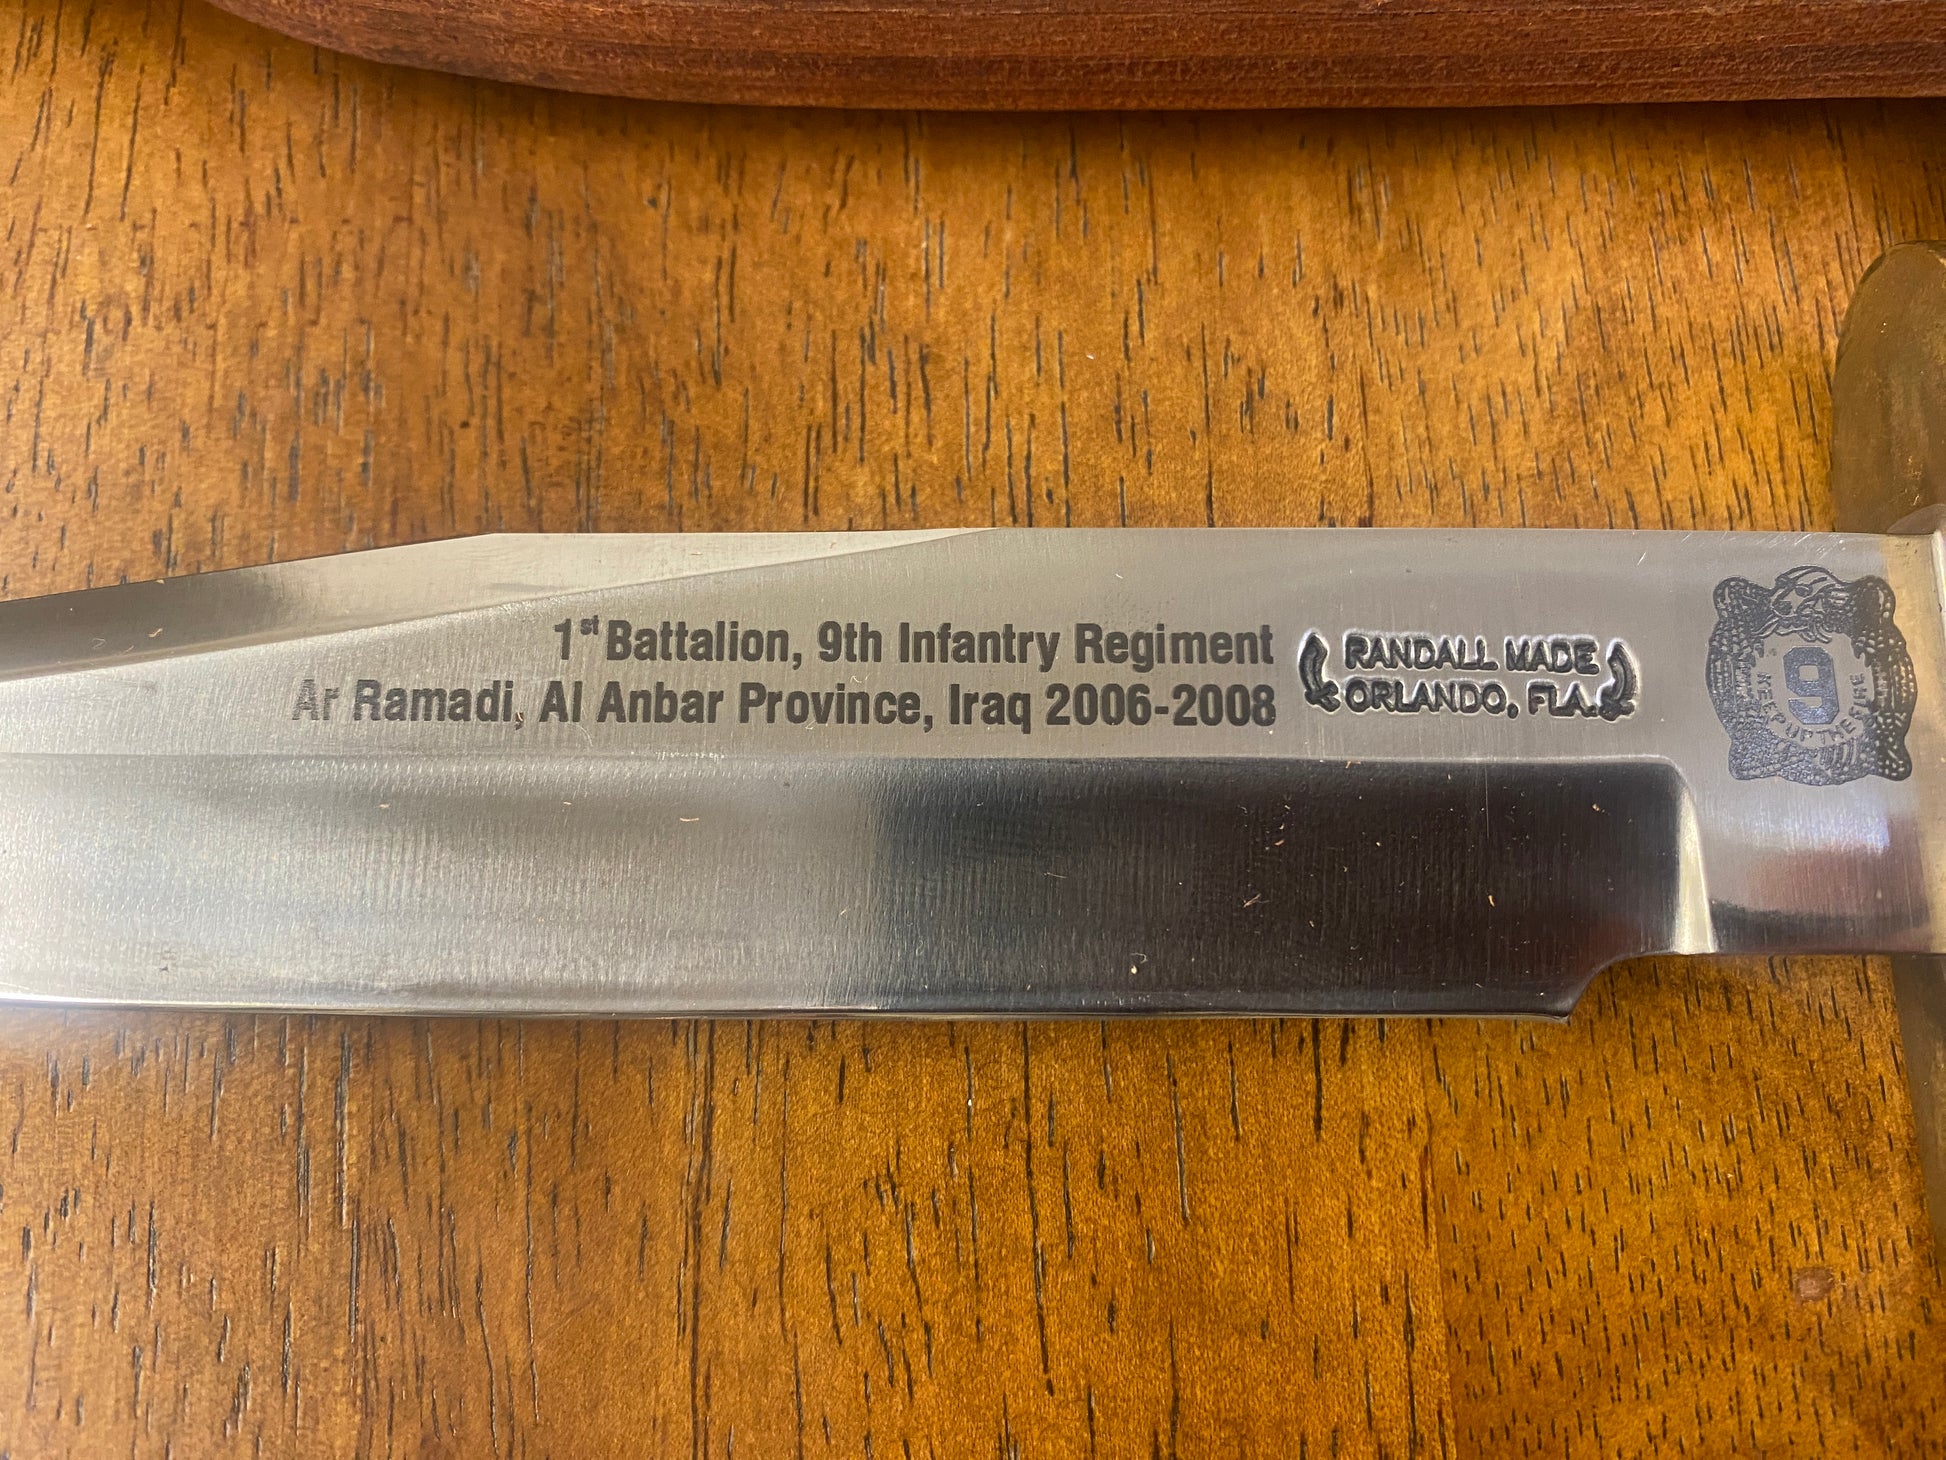 1st Battalion, 9th Infantry Regiment
Ar Ramadi, Al Anbar Province, Iraq 2006-2008
RANDALL MADE
ORLANDO, FLA.
9
KEEP UP THE FIRE